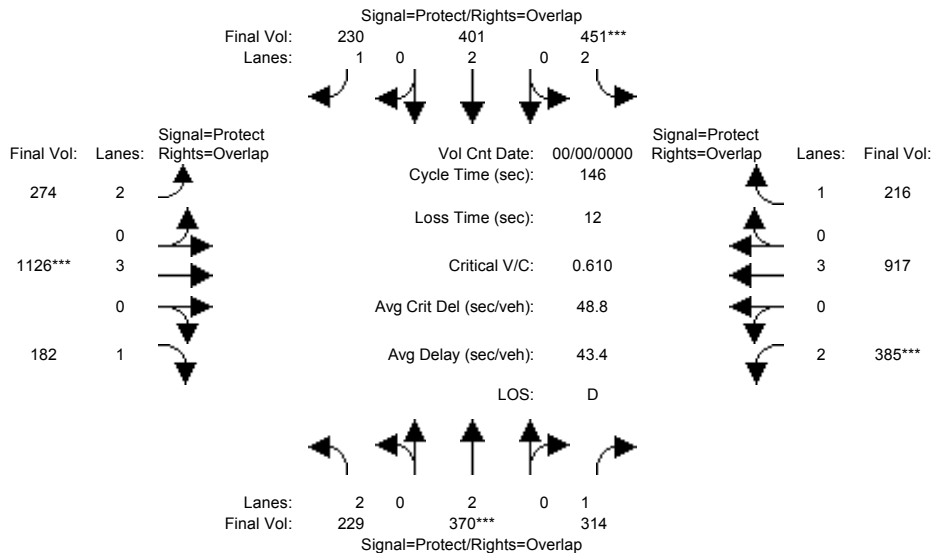 Signal=Protect/Rights=Overlap
Final Vol: 230 401 451***
Lanes: 1 0 2 0 2
Signal=Protect Signal=Protect
Final Vol: Lanes: Rights=Overlap Vol Cnt Date: 00/00/0000 Rights=Overlap Lanes: Final Vol:
Cycle Time (sec): 146
274 2 1 216
Loss Time (sec): 12
0 0
1126*** 3 Critical V/C: 0.610 3 917
0 Avg Crit Del (sec/veh): 48.8 0
182 1 Avg Delay (sec/veh): 43.4 2 385***
LOS: D
Lanes: 2 0 2 0 1
Final Vol: 229 370*** 314
Signal=Protect/Rights=Overlap